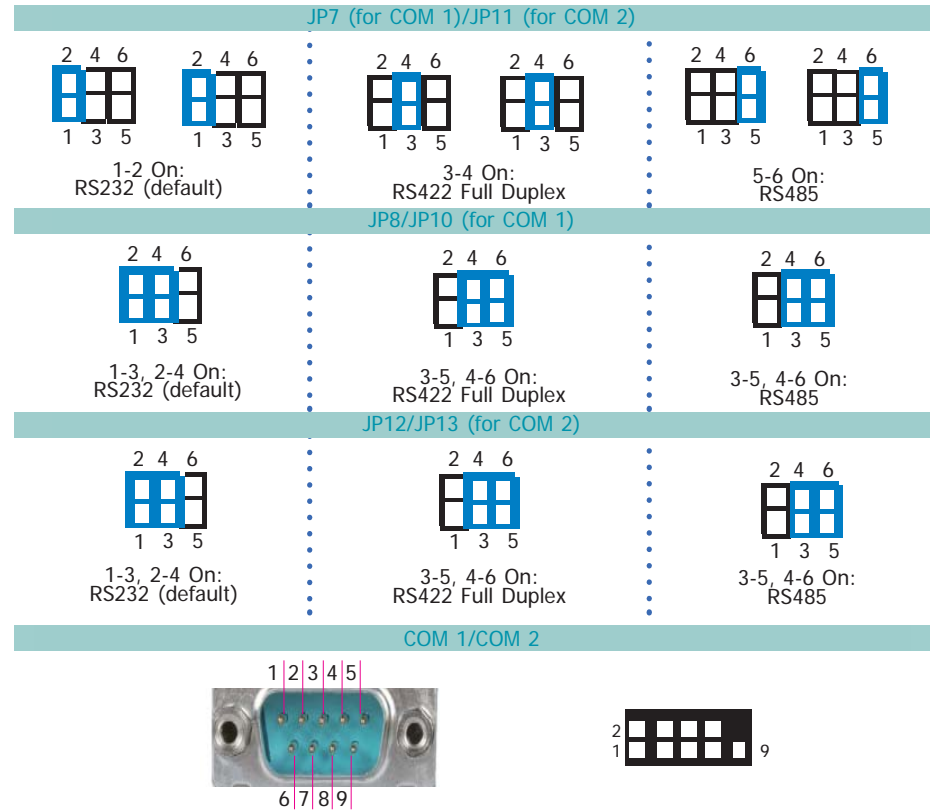 JP7 (for COM 1)/JP11 (for COM 2)
2 4 6
2 4 6
2 4 6
2 4 6
2 4 6
2 4 6
1 3 5
1 3 5
1 3 5
1 3 5
1 3 5
1 3 5
1-2 On:
RS232 (default)
3-4 On:
RS422 Full Duplex
5-6 On:
RS485
JP8/JP10 (for COM 1)
2 4 6
2 4 6
2 4 6
1 3 5
1 3 5
1 3 5
1-3, 2-4 On:
RS232 (default)
3-5, 4-6 On:
RS422 Full Duplex
3-5, 4-6 On:
RS485
JP12/JP13 (for COM 2)
2 4 6
2 4 6
2 4 6
1 3 5
1 3 5
1 3 5
1-3, 2-4 On:
RS232 (default)
3-5, 4-6 On:
RS422 Full Duplex
3-5, 4-6 On:
RS485
COM 1/COM 2
1 2 3 4 5
6 7 8 9
2
1 9